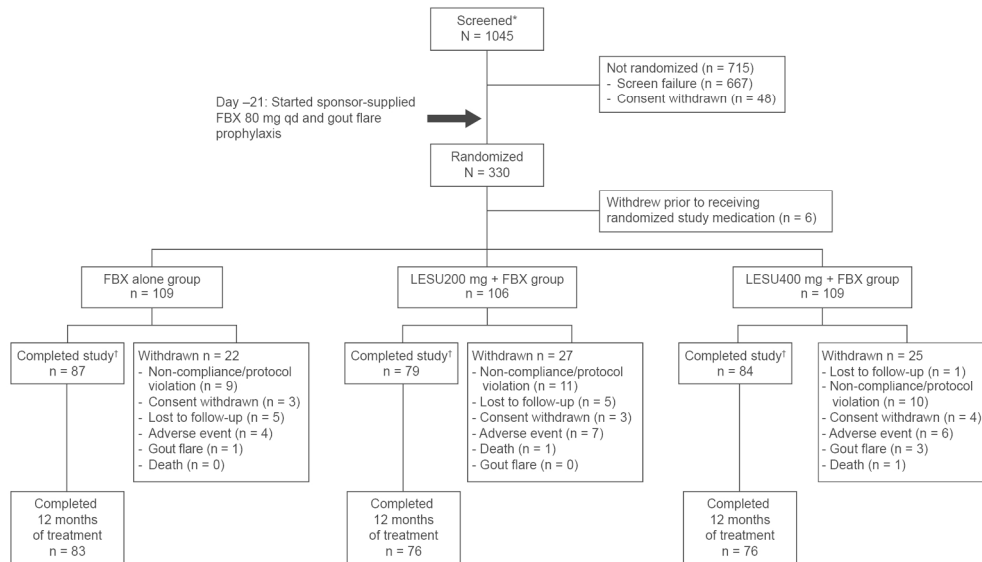 Screened*
N = 1045
Not randomized (n = 715)
- Screen failure (n = 667)
- Consent withdrawn (n = 48)
Day –21: Started sponsor-supplied
FBX 80 mg qd and gout flare
prophylaxis
Randomized
N = 330
Withdrew prior to receiving
randomized study medication (n = 6)
FBX alone group
n = 109
LESU200 mg + FBX group
n = 106
LESU400 mg + FBX group
n = 109
Completed study†
n = 87
Withdrawn n = 22
- Non-compliance/protocol
violation (n = 9)
- Consent withdrawn (n = 3)
- Lost to follow-up (n = 5)
- Adverse event (n = 4)
- Gout flare (n = 1)
- Death (n = 0)
Completed study†
n = 79
Withdrawn n = 27
- Non-compliance/protocol
violation (n = 11)
- Lost to follow-up (n = 5)
- Consent withdrawn (n = 3)
- Adverse event (n = 7)
- Death (n = 1)
- Gout flare (n = 0)
Completed study†
n = 84
Withdrawn n = 25
- Lost to follow-up (n = 1)
- Non-compliance/protocol
violation (n = 10)
- Consent withdrawn (n = 4)
- Adverse event (n = 6)
- Gout flare (n = 3)
- Death (n = 1)
Completed
12 months
of treatment
n = 83
Completed
12 months
of treatment
n = 76
Completed
12 months
of treatment
n = 76